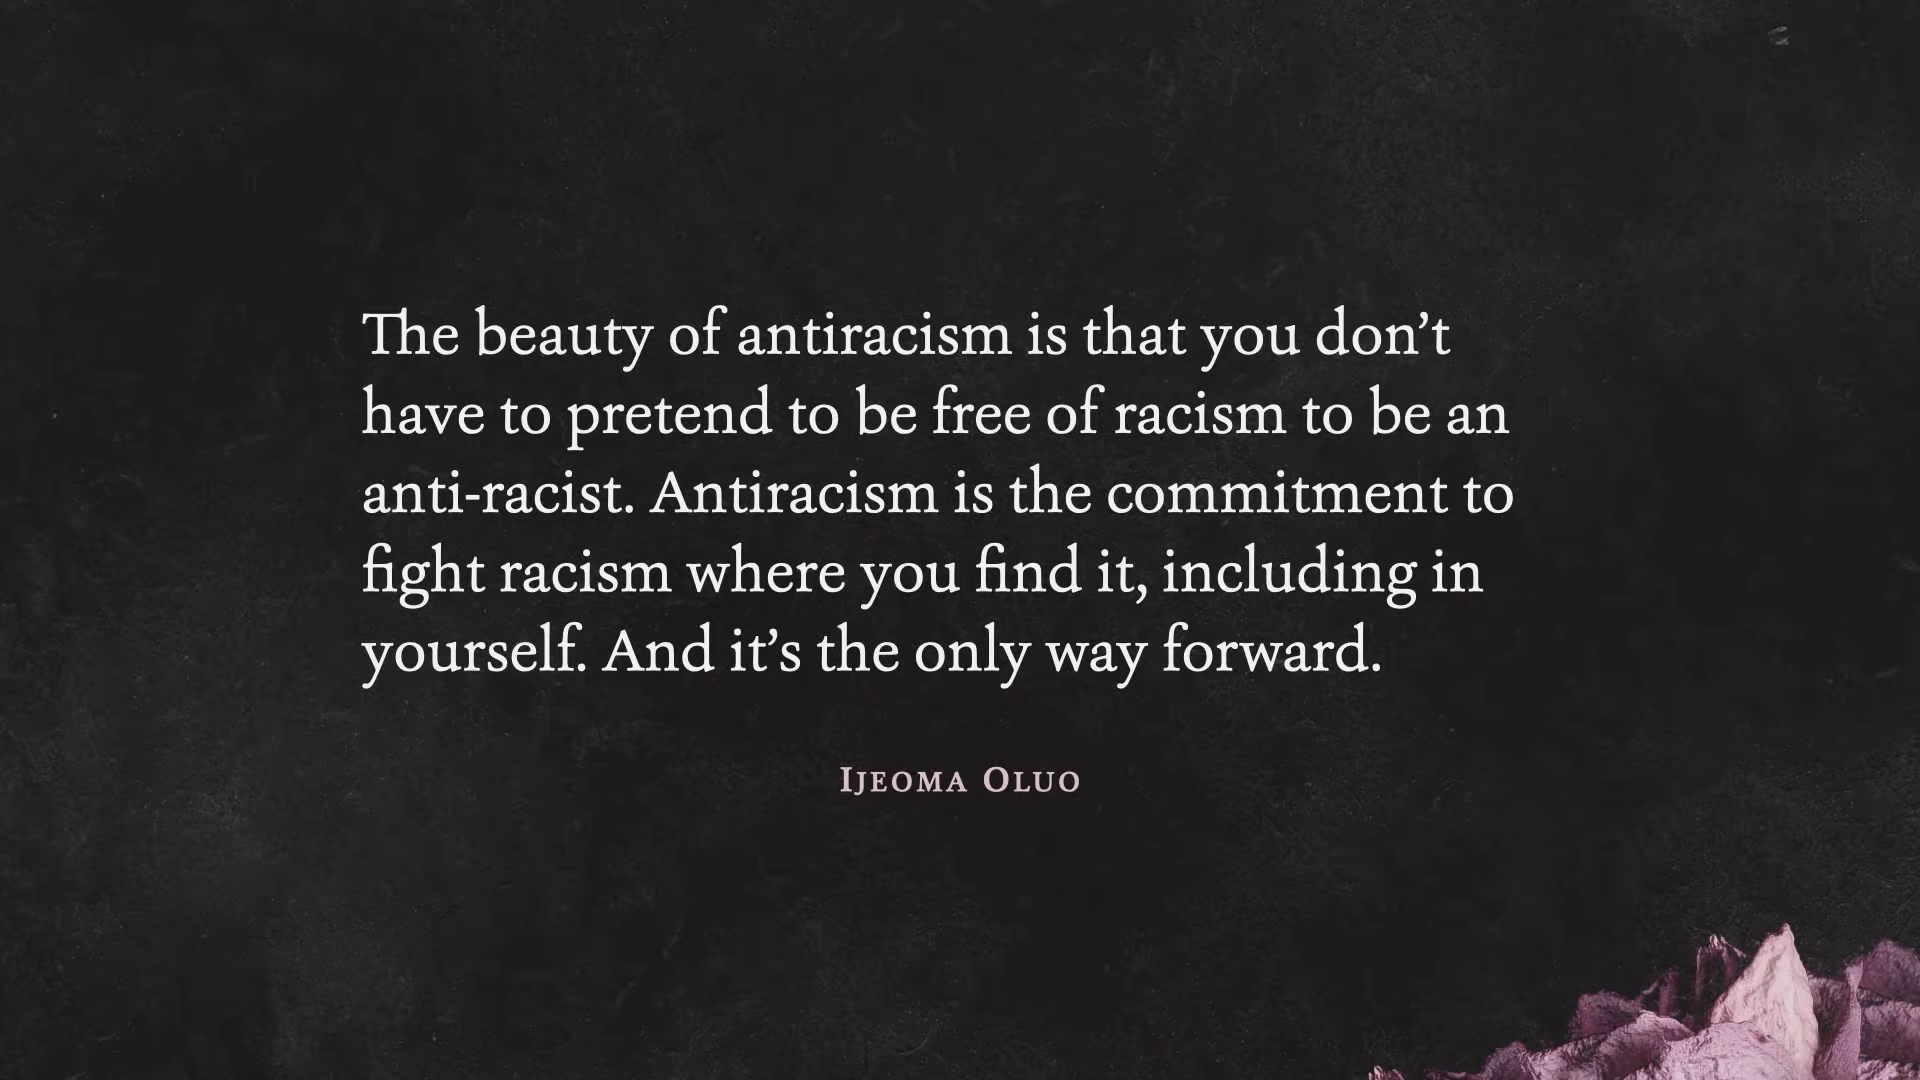 The beauty of antiracism is that you don’t
have to pretend to be free of racism to be an
anti-racist. Antiracism is the commitment to
fight racism where you find it, including in
yourself. And it’s the only way forward.
Ijeoma Oluo